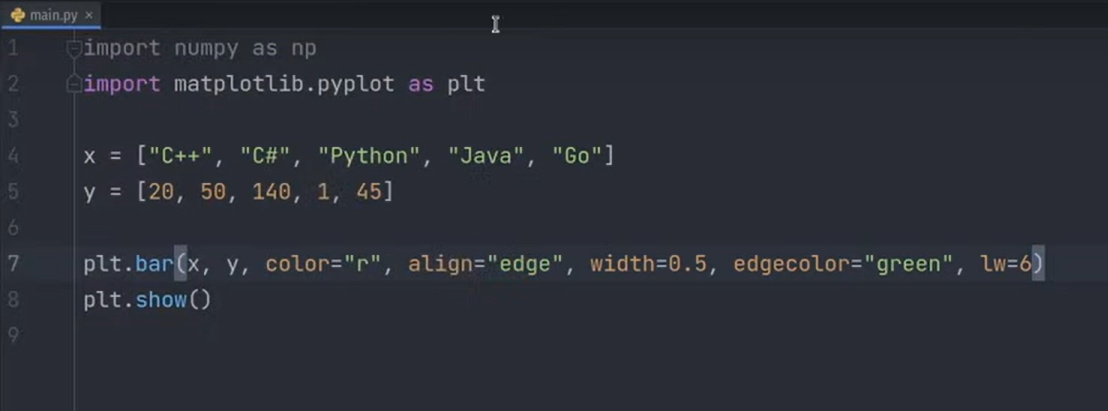 main.py ×
1 import numpy as np
2 import matplotlib.pyplot as plt
3
4 x = ["C++", "C#", "Python", "Java", "Go"]
5 y = [20, 50, 140, 1, 45]
6
7 plt.bar(x, y, color="r", align="edge", width=0.5, edgecolor="green", lw=6)
8 plt.show()
9